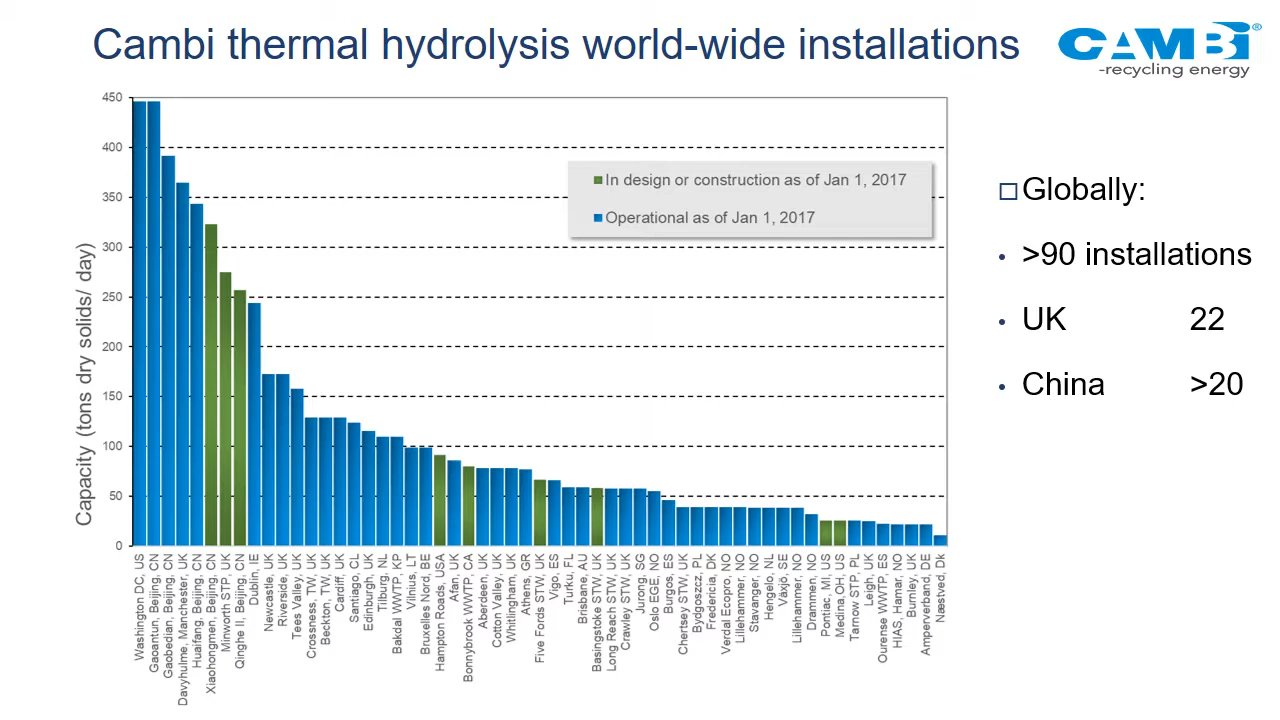 Cambi thermal hydrolysis world-wide installations
CAMBi®
-recycling energy
Capacity (tons dry solids/ day)
450
400
350
300
250
200
150
100
50
0
In design or construction as of Jan 1, 2017
Operational as of Jan 1, 2017
Washington DC, US
Gaoantun, Beijing, CN
Gaobedian, Beijing, CN
Davyhulme, Manchester, UK
Huaifang, Beijing, CN
Xiaohongmen, Beijing, CN
Minworth STP, UK
Qinghe II, Beijing, CN
Dublin, IE
Newcastle, UK
Riverside, UK
Tees Valley, UK
Crossness, TW, UK
Beckton, TW, UK
Cardiff, UK
Santiago, CL
Edinburgh, UK
Tilburg, NL
Bakdal WWTP, KP
Vilnius, LT
Bruxelles Nord, BE
Hampton Roads, USA
Afan, UK
Bonnybrook WWTP, CA
Aberdeen, UK
Cotton Valley, UK
Whitlingham, UK
Athens, GR
Five Fords STW, UK
Vigo, ES
Turku, FL
Brisbane, AU
Basingstoke STW, UK
Long Reach STW, UK
Crawley STW, UK
Jurong, SG
Oslo EGE, NO
Burgos, ES
Chertsey STW, UK
Bydgoszcz, PL
Fredericia, DK
Verdal Ecopro, NO
Lillehammer, NO
Stavanger, NO
Hengelo, NL
Växjö, SE
Lillehammer, NO
Drammen, NO
Pontiac, MI, US
Medina,OH, US
Tarnow STP, PL
Leigh, UK
Ourense WWTP, ES
HIAS, Hamar, NO
Burnley, UK
Amperverband, DE
Næstved, Dk
Globally:
• >90 installations
• UK 22
• China >20